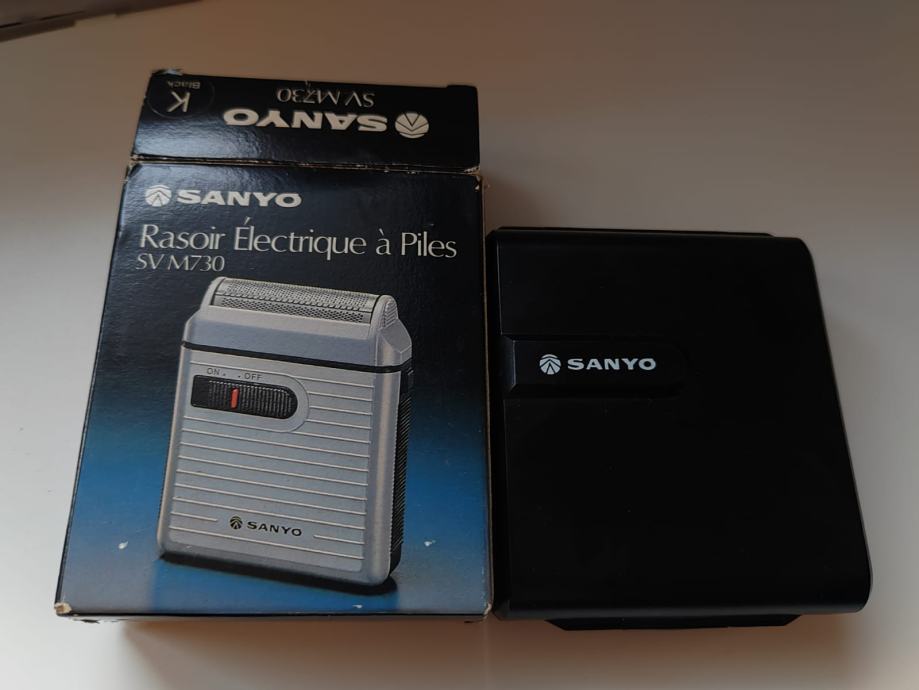 K
Black
SV M730
SANYO
SANYO
Rasoir Électrique à Piles
SV M730
ON. .OFF
SANYO
SANYO